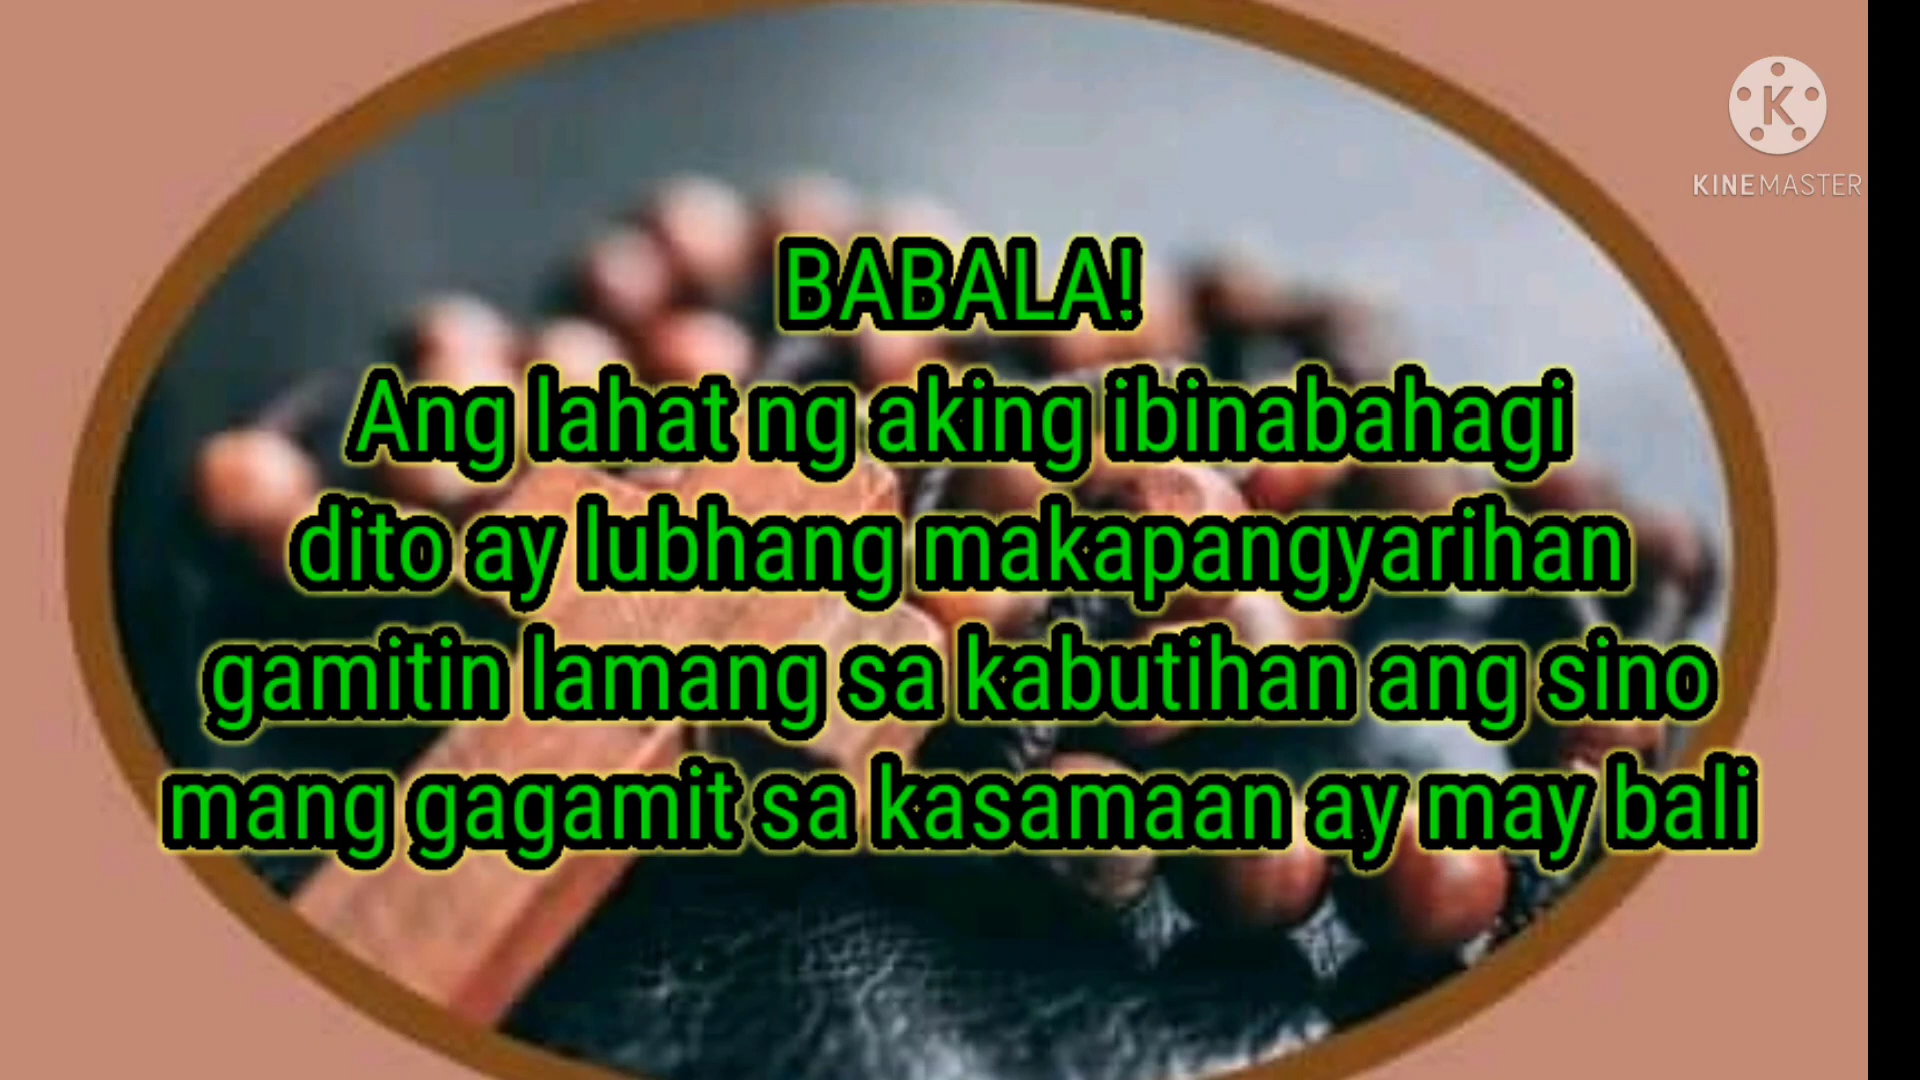 KINEMASTER
BABALA!
Ang lahat ng aking ibinabahagi
dito ay lubhang makapangyarihan
gamitin lamang sa kabutihan ang sino
mang gagamit sa kasamaan ay may bali